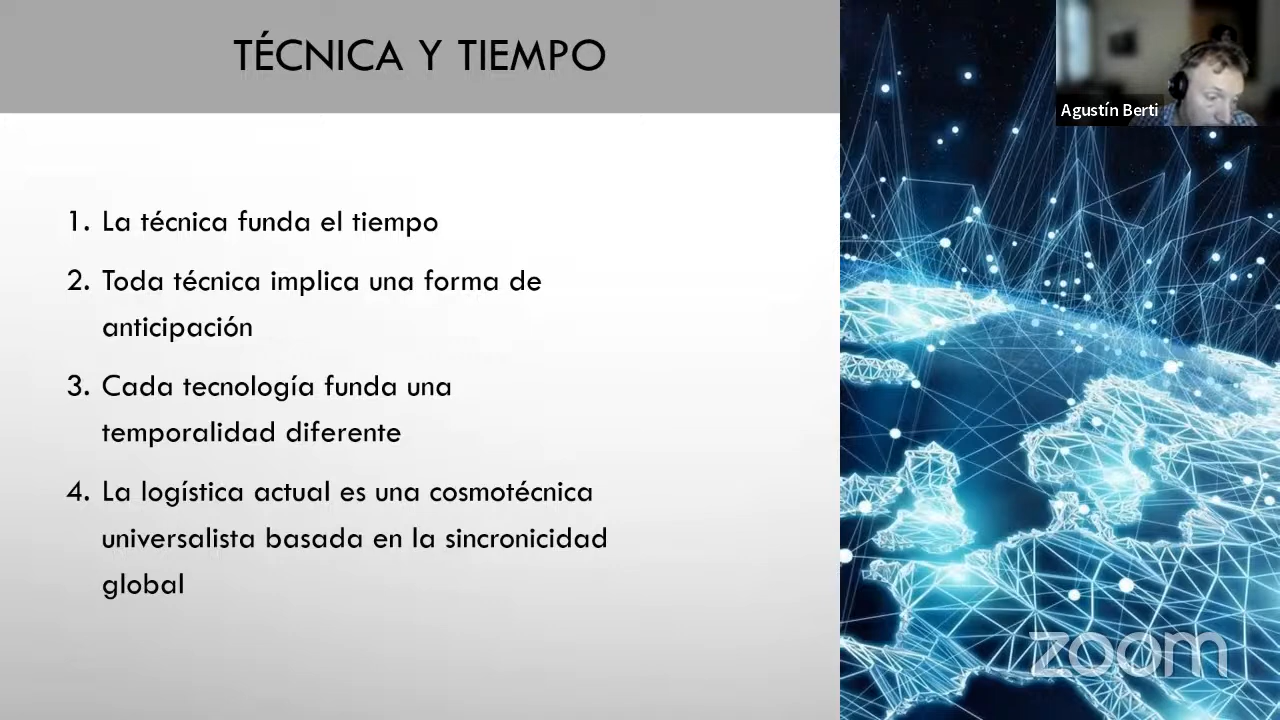 TÉCNICA Y TIEMPO
Agustín Berti
1. La técnica funda el tiempo
2. Toda técnica implica una forma de
anticipación
3. Cada tecnología funda una
temporalidad diferente
4. La logística actual es una cosmotécnica
universalista basada en la sincronicidad
global
zoom